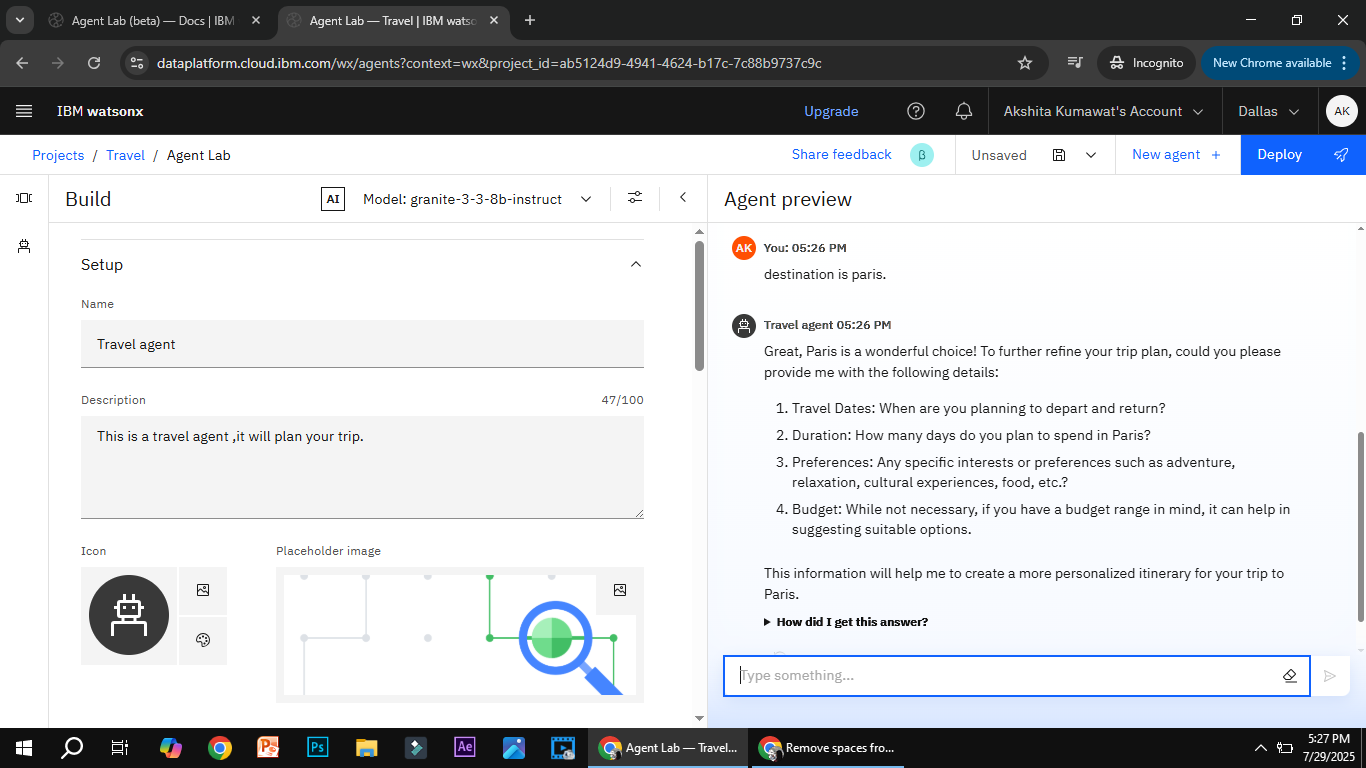 Agent Lab (beta) — Docs | IBM
Agent Lab — Travel | IBM watso
dataplatform.cloud.ibm.com/wx/agents?context=wx&project_id=ab5124d9-4941-4624-b17c-7c88b9737c9c
Incognito
New Chrome available
IBM watsonx
Upgrade
Akshita Kumawat's Account
Dallas
AK
Projects / Travel / Agent Lab
Share feedback
β
Unsaved
New agent +
Deploy
Build
AI
Model: granite-3-3-8b-instruct
Agent preview
Setup
Name
Travel agent
Description
47/100
This is a travel agent ,it will plan your trip.
Icon
Placeholder image
AK
You: 05:26 PM
destination is paris.
Travel agent 05:26 PM
Great, Paris is a wonderful choice! To further refine your trip plan, could you please
provide me with the following details:
1. Travel Dates: When are you planning to depart and return?
2. Duration: How many days do you plan to spend in Paris?
3. Preferences: Any specific interests or preferences such as adventure,
relaxation, cultural experiences, food, etc.?
4. Budget: While not necessary, if you have a budget range in mind, it can help in
suggesting suitable options.
This information will help me to create a more personalized itinerary for your trip to
Paris.
How did I get this answer?
Type something...
Ps
Ae
Agent Lab — Travel...
Remove spaces fro...
5:27 PM
7/29/2025